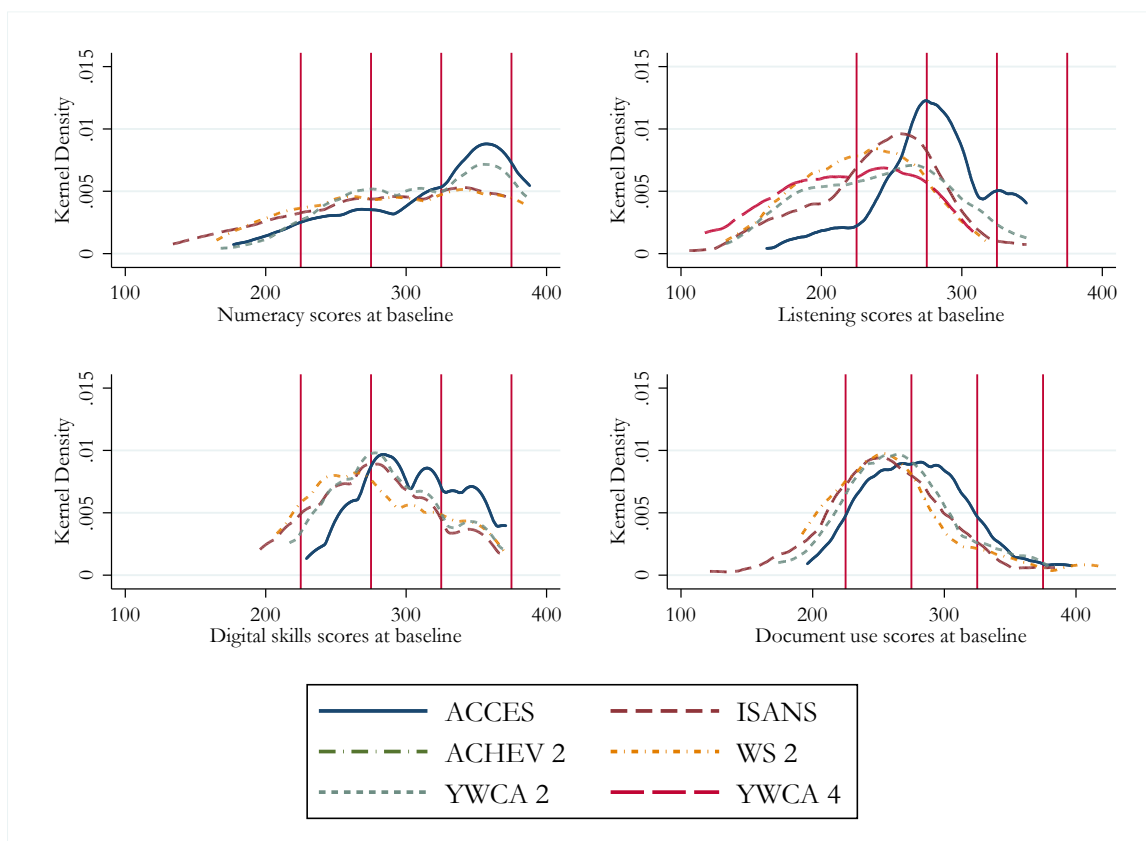 Kernel Density
0 .005 .01 .015
100 200 300 400
Numeracy scores at baseline
Kernel Density
0 .005 .01 .015
100 200 300 400
Listening scores at baseline
Kernel Density
0 .005 .01 .015
100 200 300 400
Digital skills scores at baseline
Kernel Density
0 .005 .01 .015
100 200 300 400
Document use scores at baseline
ACCES ISANS
ACHEV 2 WS 2
YWCA 2 YWCA 4